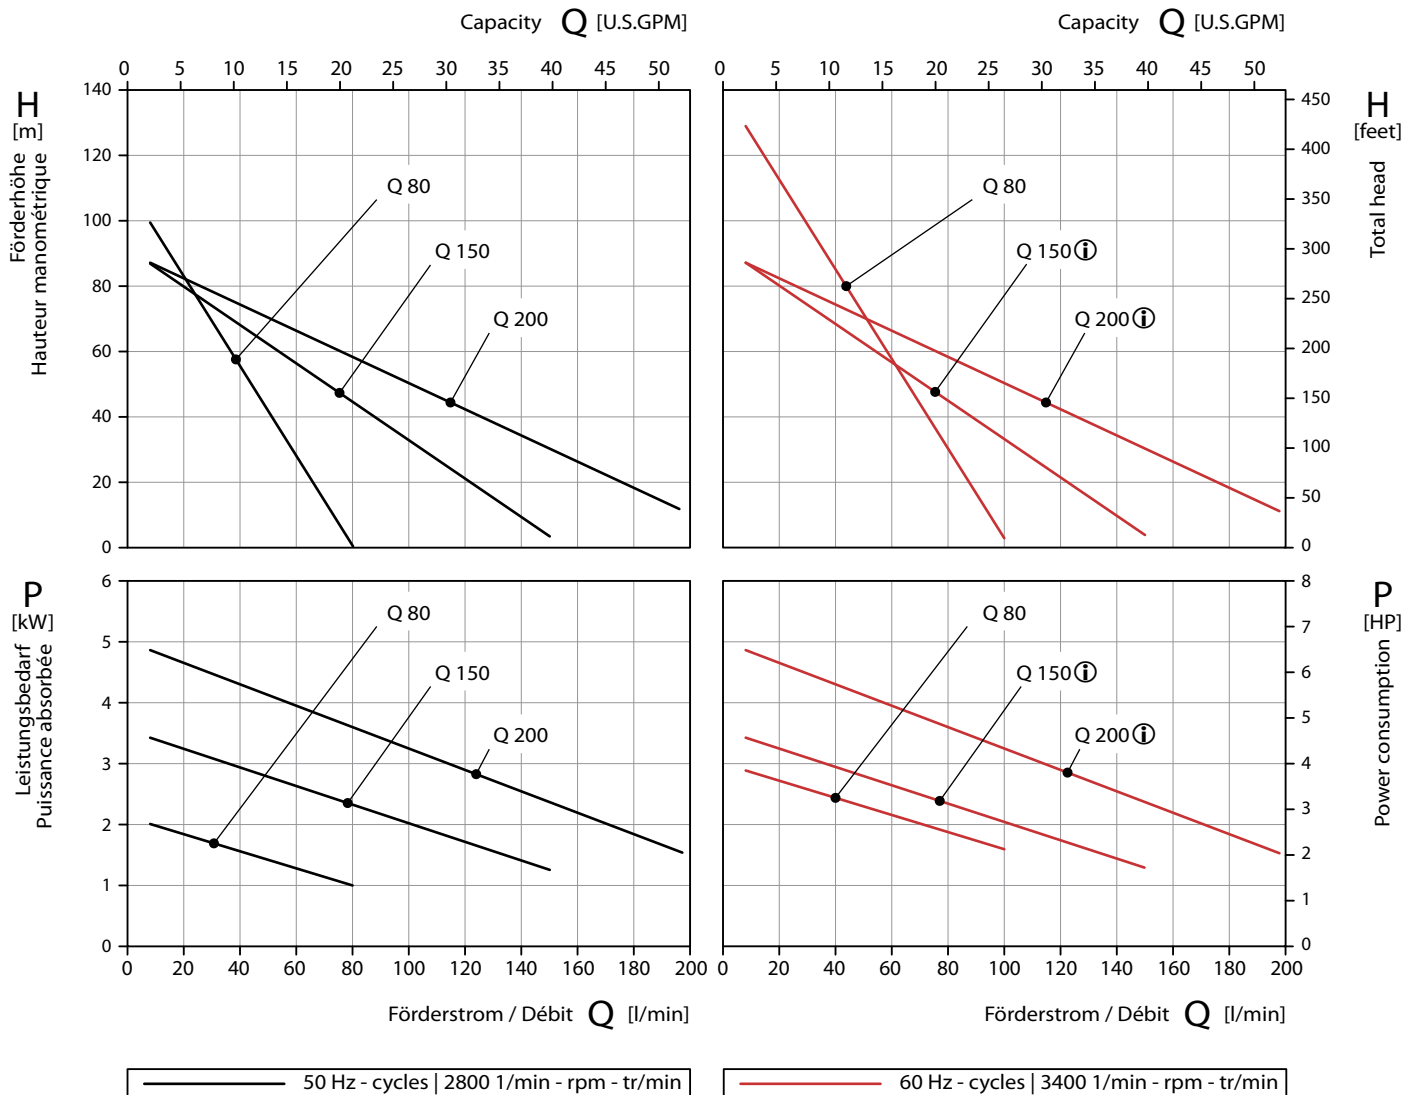 Capacity Q [U.S.GPM]
Capacity Q [U.S.GPM]
0 5 10 15 20 25 30 35 40 45 50
0 5 10 15 20 25 30 35 40 45 50
H
[m]
Förderhöhe
Hauteur manométrique
140
120
100
80
60
40
20
0
Q 80
Q 150
Q 200
Q 80
Q 150 ⓘ
Q 200 ⓘ
450
400
350
300
250
200
150
100
50
0
H
[feet]
Total head
P
[kW]
Leistungsbedarf
Puissance absorbée
6
5
4
3
2
1
0
Q 80
Q 150
Q 200
Q 80
Q 150 ⓘ
Q 200 ⓘ
8
7
6
5
4
3
2
1
0
P
[HP]
Power consumption
0 20 40 60 80 100 120 140 160 180 200
0 20 40 60 80 100 120 140 160 180 200
Förderstrom / Débit Q [l/min]
Förderstrom / Débit Q [l/min]
50 Hz - cycles | 2800 1/min - rpm - tr/min
60 Hz - cycles | 3400 1/min - rpm - tr/min